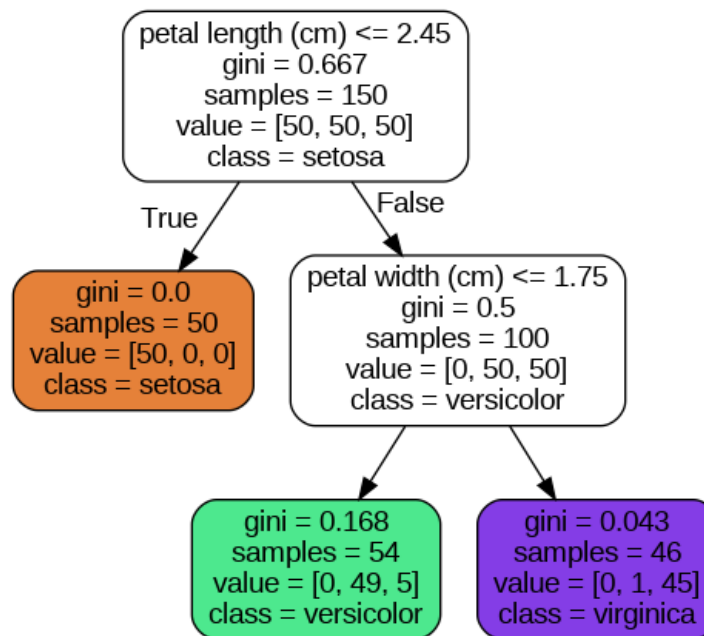 petal length (cm) <= 2.45
gini = 0.667
samples = 150
value = [50, 50, 50]
class = setosa
True
False
gini = 0.0
samples = 50
value = [50, 0, 0]
class = setosa
petal width (cm) <= 1.75
gini = 0.5
samples = 100
value = [0, 50, 50]
class = versicolor
gini = 0.168
samples = 54
value = [0, 49, 5]
class = versicolor
gini = 0.043
samples = 46
value = [0, 1, 45]
class = virginica